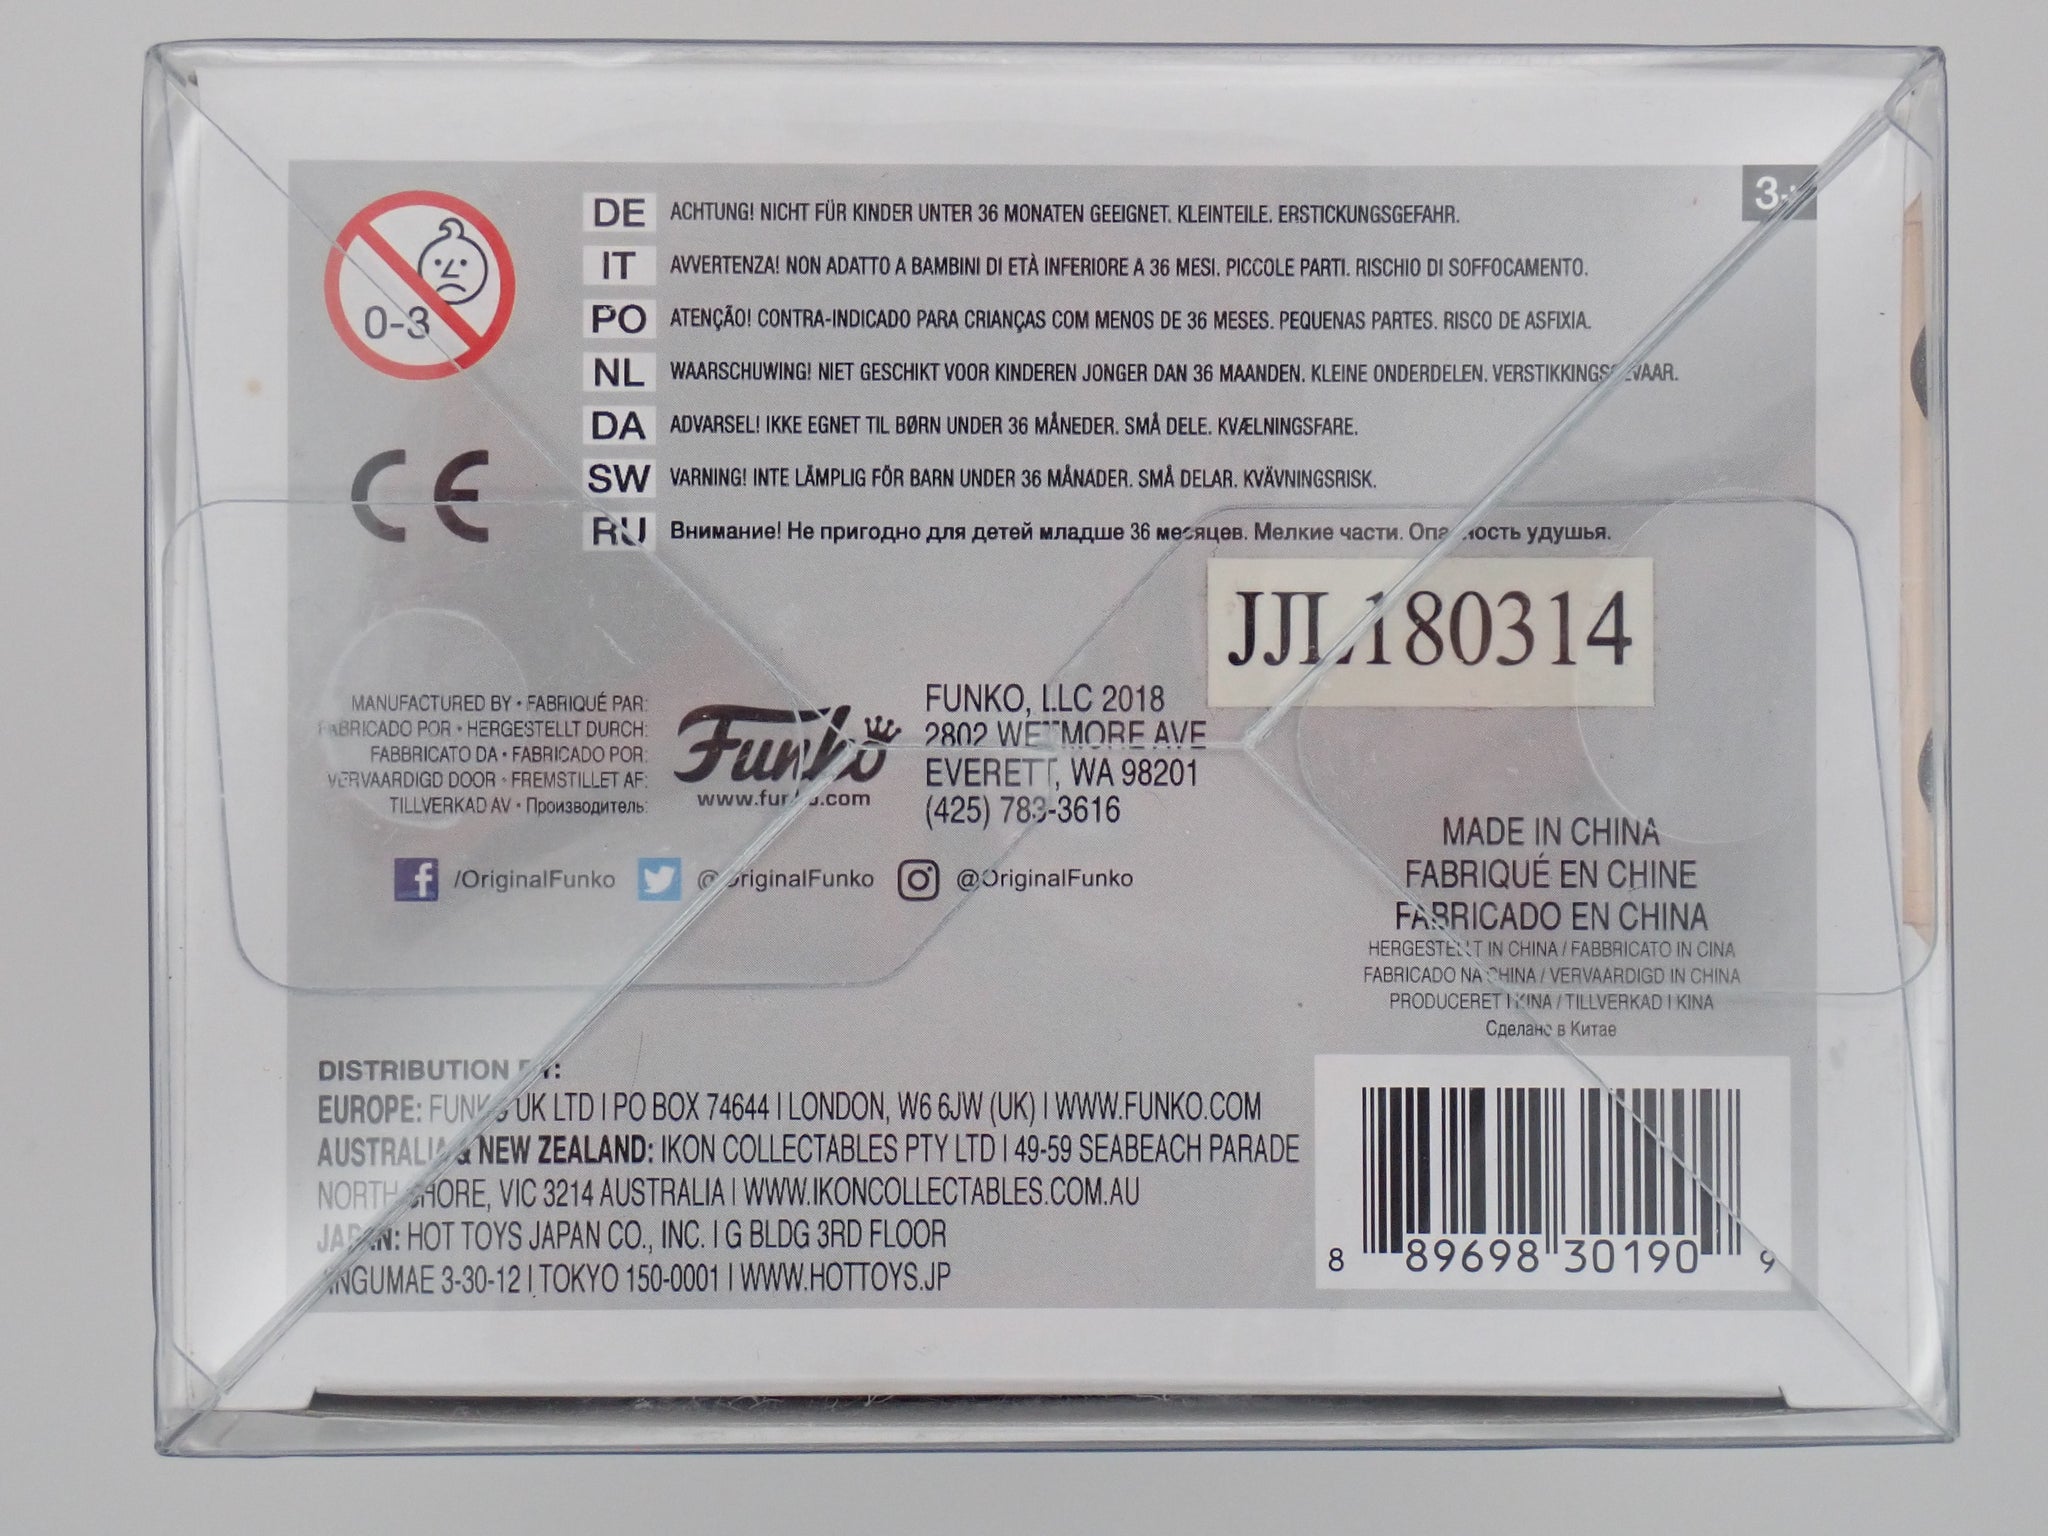 3+
0-3
DE ACHTUNG! NICHT FÜR KINDER UNTER 36 MONATEN GEEIGNET. KLEINTEILE. ERSTICKUNGSGEFAHR.
IT AVVERTENZA! NON ADATTO A BAMBINI DI ETÀ INFERIORE A 36 MESI. PICCOLE PARTI. RISCHIO DI SOFFOCAMENTO.
PO ATENÇÃO! CONTRA-INDICADO PARA CRIANÇAS COM MENOS DE 36 MESES. PEQUENAS PARTES. RISCO DE ASFIXIA.
NL WAARSCHUWING! NIET GESCHIKT VOOR KINDEREN JONGER DAN 36 MAANDEN. KLEINE ONDERDELEN. VERSTIKKINGSGEVAAR.
DA ADVARSEL! IKKE EGNET TIL BØRN UNDER 36 MÅNEDER. SMÅ DELE. KVÆLNINGSFARE.
SW VARNING! INTE LÄMPLIG FÖR BARN UNDER 36 MÅNADER. SMÅ DELAR. KVÄVNINGSRISK.
RU Внимание! Не пригодно для детей младше 36 месяцев. Мелкие части. Опасность удушья.
CE
JJL180314
MANUFACTURED BY • FABRIQUÉ PAR:
FABRICADO POR • HERGESTELLT DURCH:
FABBRICATO DA • FABRICADO POR:
VERVAARDIGD DOOR • FREMSTILLET AF:
TILLVERKAD AV • Производитель:
Funko
www.funko.com
FUNKO, LLC 2018
2802 WETMORE AVE
EVERETT, WA 98201
(425) 783-3616
/OriginalFunko @OriginalFunko @OriginalFunko
MADE IN CHINA
FABRIQUÉ EN CHINE
FABRICADO EN CHINA
HERGESTELLT IN CHINA / FABBRICATO IN CINA
FABRICADO NA CHINA / VERVAARDIGD IN CHINA
PRODUCERET I KINA / TILLVERKAD I KINA
Сделано в Китае
DISTRIBUTION BY:
EUROPE: FUNKO UK LTD | PO BOX 74644 | LONDON, W6 6JW (UK) | WWW.FUNKO.COM
AUSTRALIA & NEW ZEALAND: IKON COLLECTABLES PTY LTD | 49-59 SEABEACH PARADE
NORTH SHORE, VIC 3214 AUSTRALIA | WWW.IKONCOLLECTABLES.COM.AU
JAPAN: HOT TOYS JAPAN CO., INC. | G BLDG 3RD FLOOR
JINGUMAE 3-30-12 | TOKYO 150-0001 | WWW.HOTTOYS.JP
8 89698 30190 9